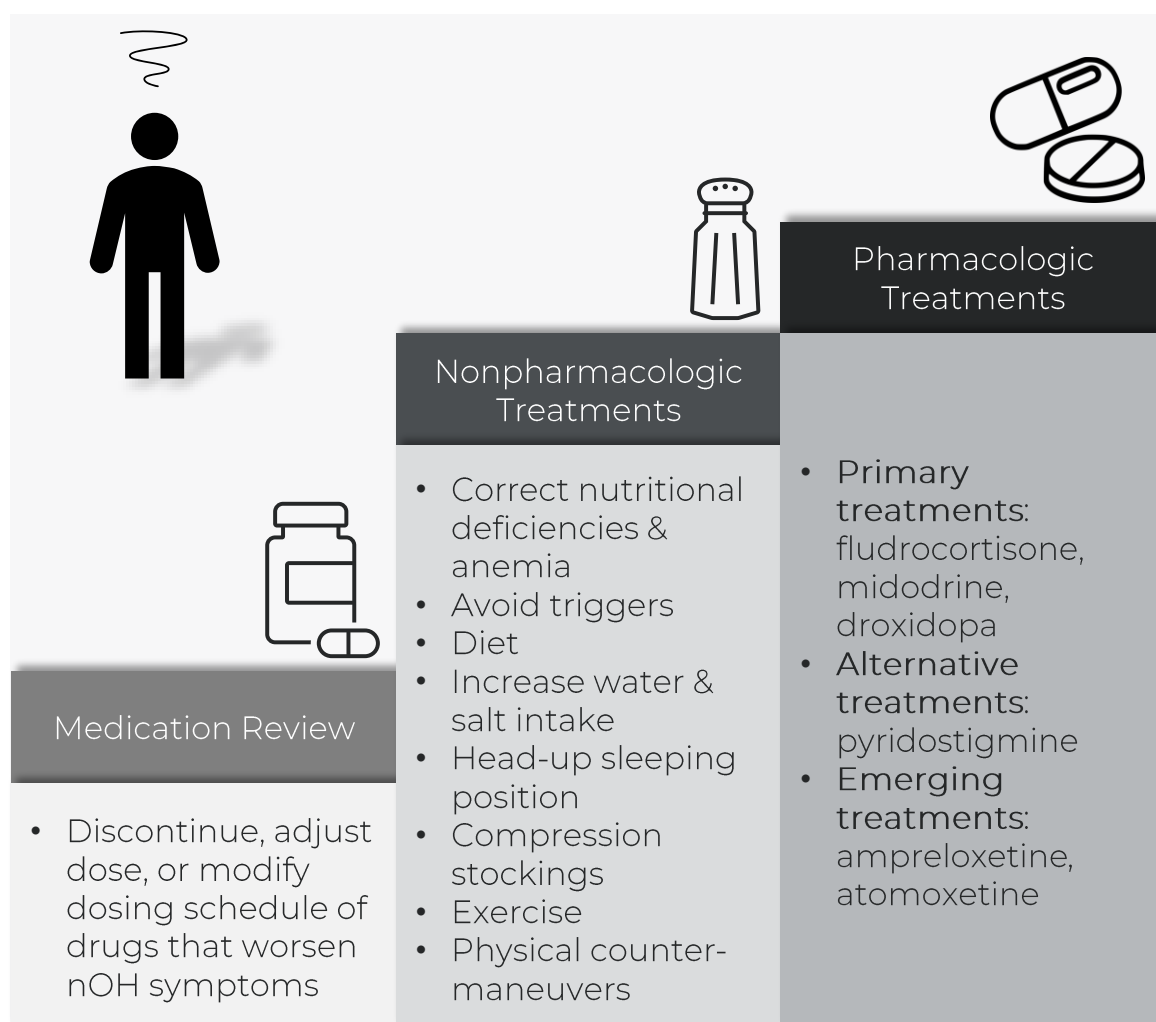 Medication Review
• Discontinue, adjust
dose, or modify
dosing schedule of
drugs that worsen
nOH symptoms
Nonpharmacologic
Treatments
• Correct nutritional
deficiencies &
anemia
• Avoid triggers
• Diet
• Increase water &
salt intake
• Head-up sleeping
position
• Compression
stockings
• Exercise
• Physical counter-
maneuvers
Pharmacologic
Treatments
• Primary
treatments:
fludrocortisone,
midodrine,
droxidopa
• Alternative
treatments:
pyridostigmine
• Emerging
treatments:
ampreloxetine,
atomoxetine